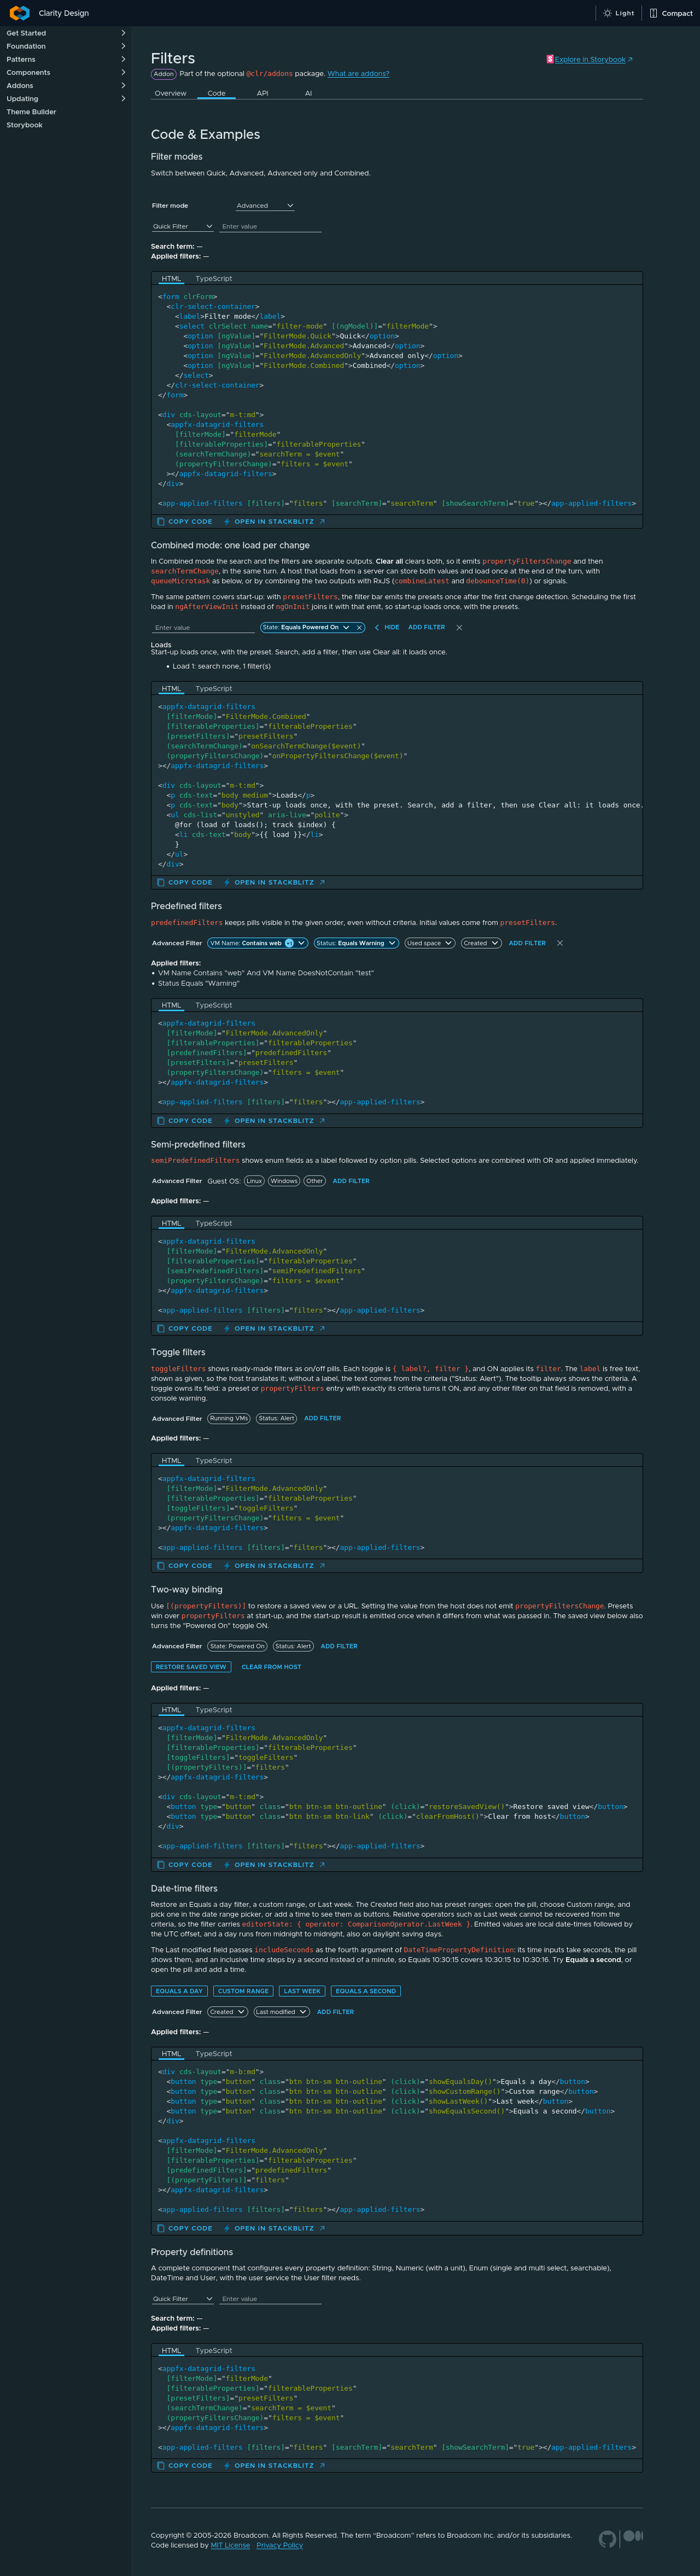 Clarity Design
Light
Compact
Get Started
Foundation
Patterns
Components
Addons
Updating
Theme Builder
Storybook
Filters
Explore in Storybook
Addon Part of the optional @clr/addons package. What are addons?
Overview Code API AI
Code & Examples
Filter modes
Switch between Quick, Advanced, Advanced only and Combined.
Filter mode Advanced
Quick Filter Enter value
Search term: —
Applied filters: —
HTML TypeScript
<form clrForm>
<clr-select-container>
<label>Filter mode</label>
<select clrSelect name="filter-mode" [(ngModel)]="filterMode">
<option [ngValue]="FilterMode.Quick">Quick</option>
<option [ngValue]="FilterMode.Advanced">Advanced</option>
<option [ngValue]="FilterMode.AdvancedOnly">Advanced only</option>
<option [ngValue]="FilterMode.Combined">Combined</option>
</select>
</clr-select-container>
</form>
<div cds-layout="m-t:md">
<appfx-datagrid-filters
[filterMode]="filterMode"
[filterableProperties]="filterableProperties"
(searchTermChange)="searchTerm = $event"
(propertyFiltersChange)="filters = $event"
></appfx-datagrid-filters>
</div>
<app-applied-filters [filters]="filters" [searchTerm]="searchTerm" [showSearchTerm]="true"></app-applied-filters>
COPY CODE OPEN IN STACKBLITZ
Combined mode: one load per change
In Combined mode the search and the filters are separate outputs. Clear all clears both, so it emits propertyFiltersChange and then
searchTermChange, in the same turn. A host that loads from a server can store both values and load once at the end of the turn, with
queueMicrotask as below, or by combining the two outputs with RxJS (combineLatest and debounceTime(0)) or signals.
The same pattern covers start-up: with presetFilters, the filter bar emits the presets once after the first change detection. Scheduling the first
load in ngAfterViewInit instead of ngOnInit joins it with that emit, so start-up loads once, with the presets.
Enter value State: Equals Powered On HIDE ADD FILTER
Loads
Start-up loads once, with the preset. Search, add a filter, then use Clear all: it loads once.
• Load 1: search none, 1 filter(s)
HTML TypeScript
<appfx-datagrid-filters
[filterMode]="FilterMode.Combined"
[filterableProperties]="filterableProperties"
[presetFilters]="presetFilters"
(searchTermChange)="onSearchTermChange($event)"
(propertyFiltersChange)="onPropertyFiltersChange($event)"
></appfx-datagrid-filters>
<div cds-layout="m-t:md">
<p cds-text="body medium">Loads</p>
<p cds-text="body">Start-up loads once, with the preset. Search, add a filter, then use Clear all: it loads once.
<ul cds-list="unstyled" aria-live="polite">
@for (load of loads(); track $index) {
<li cds-text="body">{{ load }}</li>
}
</ul>
</div>
COPY CODE OPEN IN STACKBLITZ
Predefined filters
predefinedFilters keeps pills visible in the given order, even without criteria. Initial values come from presetFilters.
Advanced Filter VM Name: Contains web +1 Status: Equals Warning Used space Created ADD FILTER
Applied filters:
• VM Name Contains "web" And VM Name DoesNotContain "test"
• Status Equals "Warning"
HTML TypeScript
<appfx-datagrid-filters
[filterMode]="FilterMode.AdvancedOnly"
[filterableProperties]="filterableProperties"
[predefinedFilters]="predefinedFilters"
[presetFilters]="presetFilters"
(propertyFiltersChange)="filters = $event"
></appfx-datagrid-filters>
<app-applied-filters [filters]="filters"></app-applied-filters>
COPY CODE OPEN IN STACKBLITZ
Semi-predefined filters
semiPredefinedFilters shows enum fields as a label followed by option pills. Selected options are combined with OR and applied immediately.
Advanced Filter Guest OS: Linux Windows Other ADD FILTER
Applied filters: —
HTML TypeScript
<appfx-datagrid-filters
[filterMode]="FilterMode.AdvancedOnly"
[filterableProperties]="filterableProperties"
[semiPredefinedFilters]="semiPredefinedFilters"
(propertyFiltersChange)="filters = $event"
></appfx-datagrid-filters>
<app-applied-filters [filters]="filters"></app-applied-filters>
COPY CODE OPEN IN STACKBLITZ
Toggle filters
toggleFilters shows ready-made filters as on/off pills. Each toggle is { label?, filter }, and ON applies its filter. The label is free text,
shown as given, so the host translates it; without a label, the text comes from the criteria ("Status: Alert"). The tooltip always shows the criteria. A
toggle owns its field: a preset or propertyFilters entry with exactly its criteria turns it ON, and any other filter on that field is removed, with a
console warning.
Advanced Filter Running VMs Status: Alert ADD FILTER
Applied filters: —
HTML TypeScript
<appfx-datagrid-filters
[filterMode]="FilterMode.AdvancedOnly"
[filterableProperties]="filterableProperties"
[toggleFilters]="toggleFilters"
(propertyFiltersChange)="filters = $event"
></appfx-datagrid-filters>
<app-applied-filters [filters]="filters"></app-applied-filters>
COPY CODE OPEN IN STACKBLITZ
Two-way binding
Use [(propertyFilters)] to restore a saved view or a URL. Setting the value from the host does not emit propertyFiltersChange. Presets
win over propertyFilters at start-up, and the start-up result is emitted once when it differs from what was passed in. The saved view below also
turns the "Powered On" toggle ON.
Advanced Filter State: Powered On Status: Alert ADD FILTER
RESTORE SAVED VIEW CLEAR FROM HOST
Applied filters: —
HTML TypeScript
<appfx-datagrid-filters
[filterMode]="FilterMode.AdvancedOnly"
[filterableProperties]="filterableProperties"
[toggleFilters]="toggleFilters"
[(propertyFilters)]="filters"
></appfx-datagrid-filters>
<div cds-layout="m-t:md">
<button type="button" class="btn btn-sm btn-outline" (click)="restoreSavedView()">Restore saved view</button>
<button type="button" class="btn btn-sm btn-link" (click)="clearFromHost()">Clear from host</button>
</div>
<app-applied-filters [filters]="filters"></app-applied-filters>
COPY CODE OPEN IN STACKBLITZ
Date-time filters
Restore an Equals a day filter, a custom range, or Last week. The Created field also has preset ranges: open the pill, choose Custom range, and
pick one in the date range picker, or add a time to see them as buttons. Relative operators such as Last week cannot be recovered from the
criteria, so the filter carries editorState: { operator: ComparisonOperator.LastWeek }. Emitted values are local date-times followed by
the UTC offset, and a day runs from midnight to midnight, also on daylight saving days.
The Last modified field passes includeSeconds as the fourth argument of DateTimePropertyDefinition: its time inputs take seconds, the pill
shows them, and an inclusive time steps by a second instead of a minute, so Equals 10:30:15 covers 10:30:15 to 10:30:16. Try Equals a second, or
open the pill and add a time.
EQUALS A DAY CUSTOM RANGE LAST WEEK EQUALS A SECOND
Advanced Filter Created Last modified ADD FILTER
Applied filters: —
HTML TypeScript
<div cds-layout="m-b:md">
<button type="button" class="btn btn-sm btn-outline" (click)="showEqualsDay()">Equals a day</button>
<button type="button" class="btn btn-sm btn-outline" (click)="showCustomRange()">Custom range</button>
<button type="button" class="btn btn-sm btn-outline" (click)="showLastWeek()">Last week</button>
<button type="button" class="btn btn-sm btn-outline" (click)="showEqualsSecond()">Equals a second</button>
</div>
<appfx-datagrid-filters
[filterMode]="FilterMode.AdvancedOnly"
[filterableProperties]="filterableProperties"
[predefinedFilters]="predefinedFilters"
[(propertyFilters)]="filters"
></appfx-datagrid-filters>
<app-applied-filters [filters]="filters"></app-applied-filters>
COPY CODE OPEN IN STACKBLITZ
Property definitions
A complete component that configures every property definition: String, Numeric (with a unit), Enum (single and multi select, searchable),
DateTime and User, with the user service the User filter needs.
Quick Filter Enter value
Search term: —
Applied filters: —
HTML TypeScript
<appfx-datagrid-filters
[filterMode]="filterMode"
[filterableProperties]="filterableProperties"
[presetFilters]="presetFilters"
(searchTermChange)="searchTerm = $event"
(propertyFiltersChange)="filters = $event"
></appfx-datagrid-filters>
<app-applied-filters [filters]="filters" [searchTerm]="searchTerm" [showSearchTerm]="true"></app-applied-filters>
COPY CODE OPEN IN STACKBLITZ
Copyright © 2005-2026 Broadcom. All Rights Reserved. The term “Broadcom” refers to Broadcom Inc. and/or its subsidiaries.
Code licensed by MIT License Privacy Policy